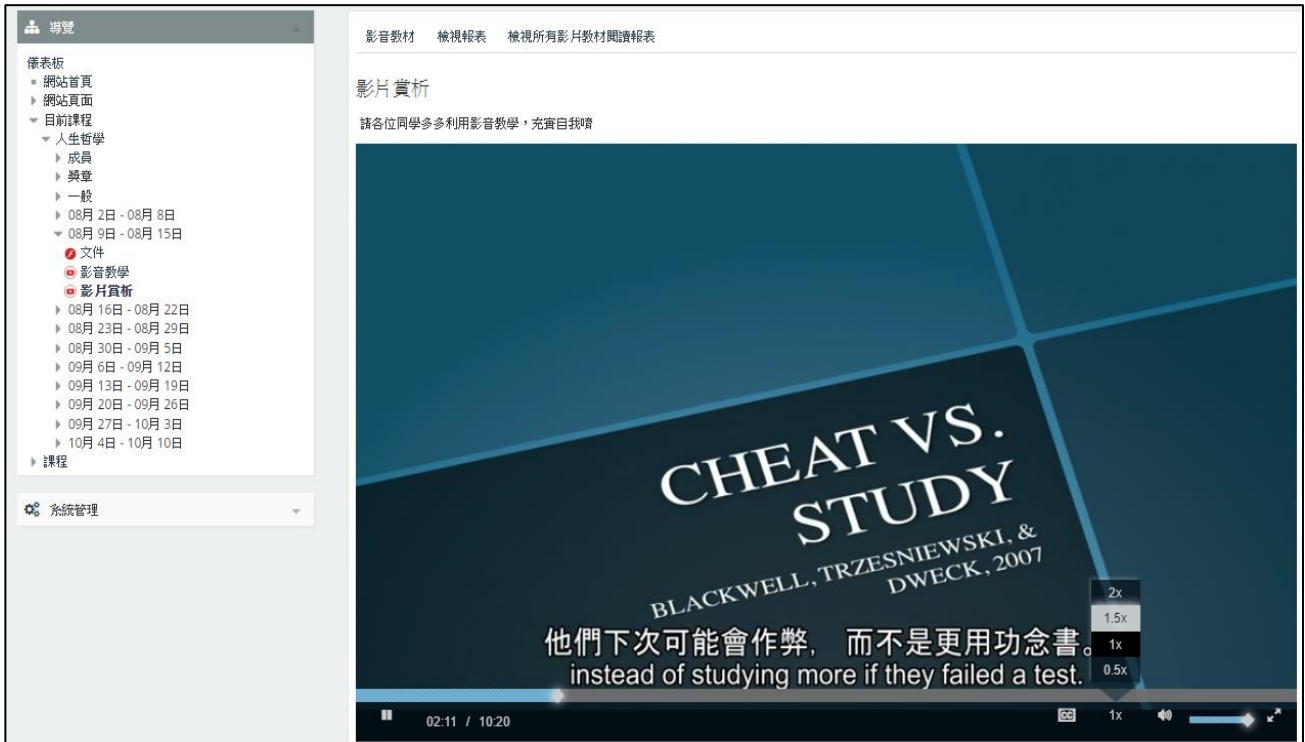 導覽
儀表板
網站首頁
網站頁面
目前課程
人生哲學
成員
獎章
一般
08月 2日 - 08月 8日
08月 9日 - 08月 15日
文件
影音教學
影片賞析
08月 16日 - 08月 22日
08月 23日 - 08月 29日
08月 30日 - 09月 5日
09月 6日 - 09月 12日
09月 13日 - 09月 19日
09月 20日 - 09月 26日
09月 27日 - 10月 3日
10月 4日 - 10月 10日
課程
系統管理
影音教材 檢視報表 檢視所有影片教材閱讀報表
影片賞析
請各位同學多多利用影音教學,充實自我唷
CHEAT VS.
STUDY
BLACKWELL, TRZESNIEWSKI, &
DWECK, 2007
他們下次可能會作弊, 而不是更用功念書。
instead of studying more if they failed a test.
2x
1.5x
1x
0.5x
02:11 / 10:20 CC 1x